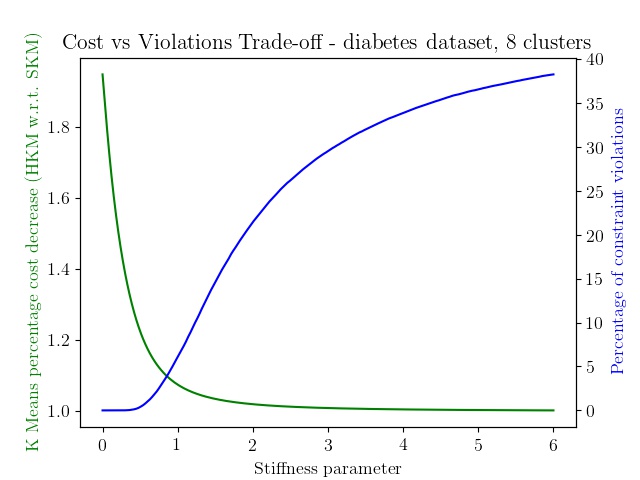 Cost vs Violations Trade-off - diabetes dataset, 8 clusters
K Means percentage cost decrease (HKM w.r.t. SKM)
1.8
1.6
1.4
1.2
1.0
40
35
30
25
20
15
10
5
0
Percentage of constraint violations
0 1 2 3 4 5 6
Stiffness parameter